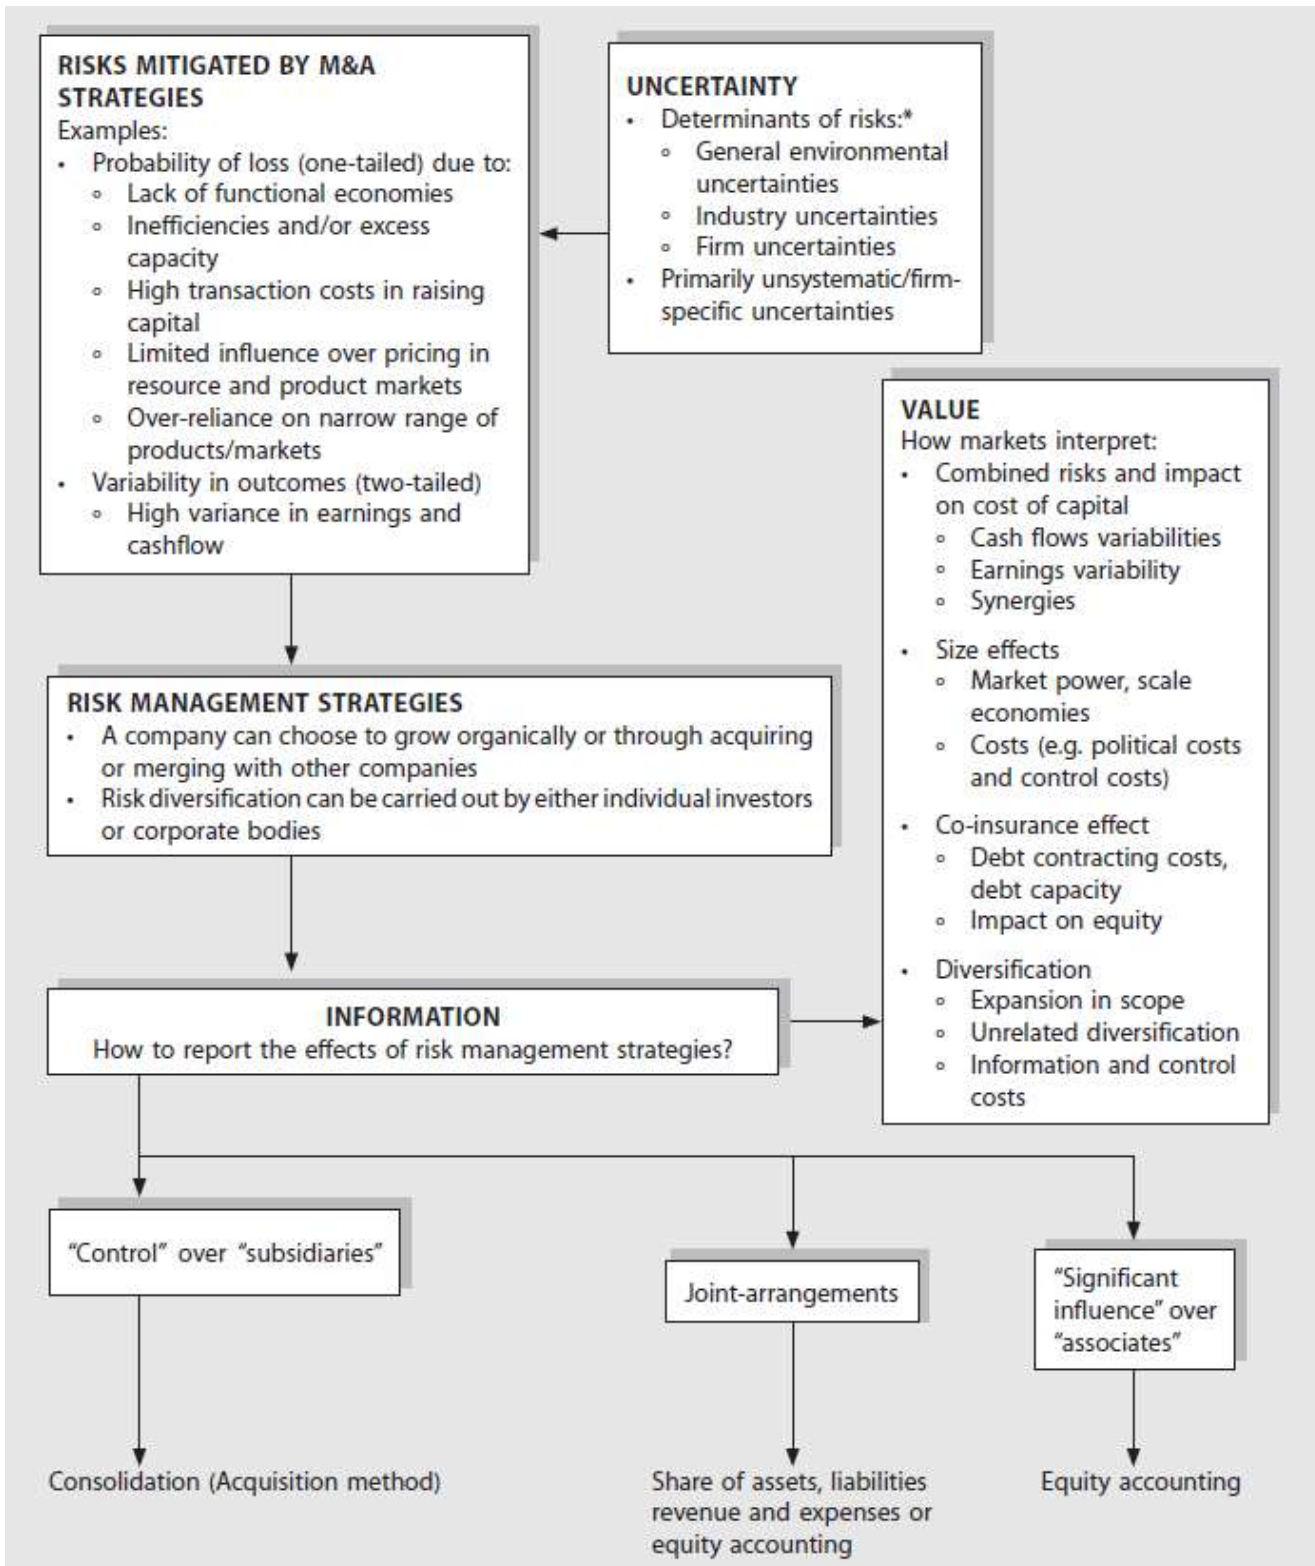 RISKS MITIGATED BY M&A
STRATEGIES
Examples:
• Probability of loss (one-tailed) due to:
° Lack of functional economies
° Inefficiencies and/or excess
capacity
° High transaction costs in raising
capital
° Limited influence over pricing in
resource and product markets
° Over-reliance on narrow range of
products/markets
• Variability in outcomes (two-tailed)
° High variance in earnings and
cashflow
UNCERTAINTY
• Determinants of risks:*
° General environmental
uncertainties
° Industry uncertainties
° Firm uncertainties
• Primarily unsystematic/firm-
specific uncertainties
VALUE
How markets interpret:
• Combined risks and impact
on cost of capital
° Cash flows variabilities
° Earnings variability
° Synergies
• Size effects
° Market power, scale
economies
° Costs (e.g. political costs
and control costs)
• Co-insurance effect
° Debt contracting costs,
debt capacity
° Impact on equity
• Diversification
° Expansion in scope
° Unrelated diversification
° Information and control
costs
RISK MANAGEMENT STRATEGIES
• A company can choose to grow organically or through acquiring
or merging with other companies
• Risk diversification can be carried out by either individual investors
or corporate bodies
INFORMATION
How to report the effects of risk management strategies?
“Control” over “subsidiaries”
Joint-arrangements
“Significant
influence” over
“associates”
Consolidation (Acquisition method)
Share of assets, liabilities
revenue and expenses or
equity accounting
Equity accounting